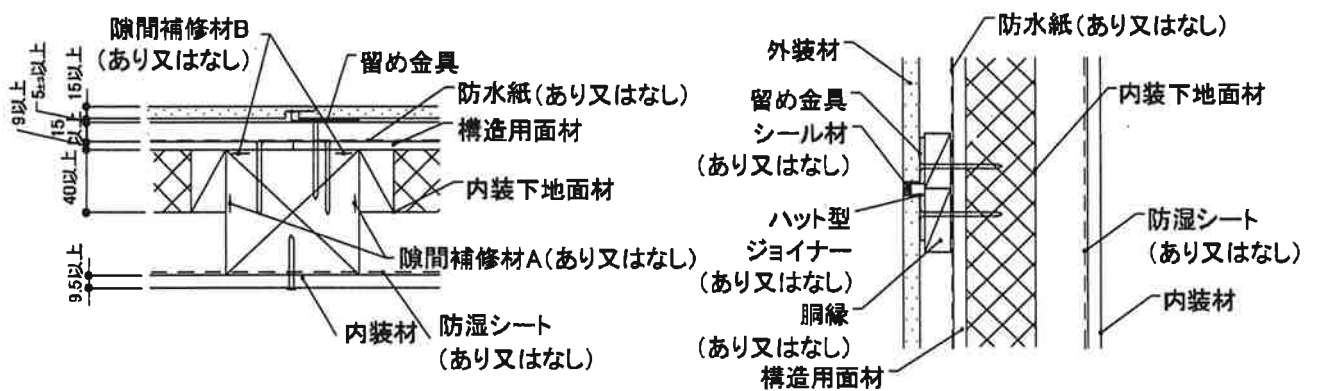 隙間補修材B
(あり又はなし)
留め金具
防水紙(あり又はなし)
構造用面材
内装下地面材
隙間補修材A(あり又はなし)
内装材
防湿シート
(あり又はなし)
9以上
15以上
15以上
40以上
9.5以上
防水紙(あり又はなし)
外装材
留め金具
シール材
(あり又はなし)
ハット型
ジョイナー
(あり又はなし)
胴縁
(あり又はなし)
構造用面材
内装下地面材
防湿シート
(あり又はなし)
内装材